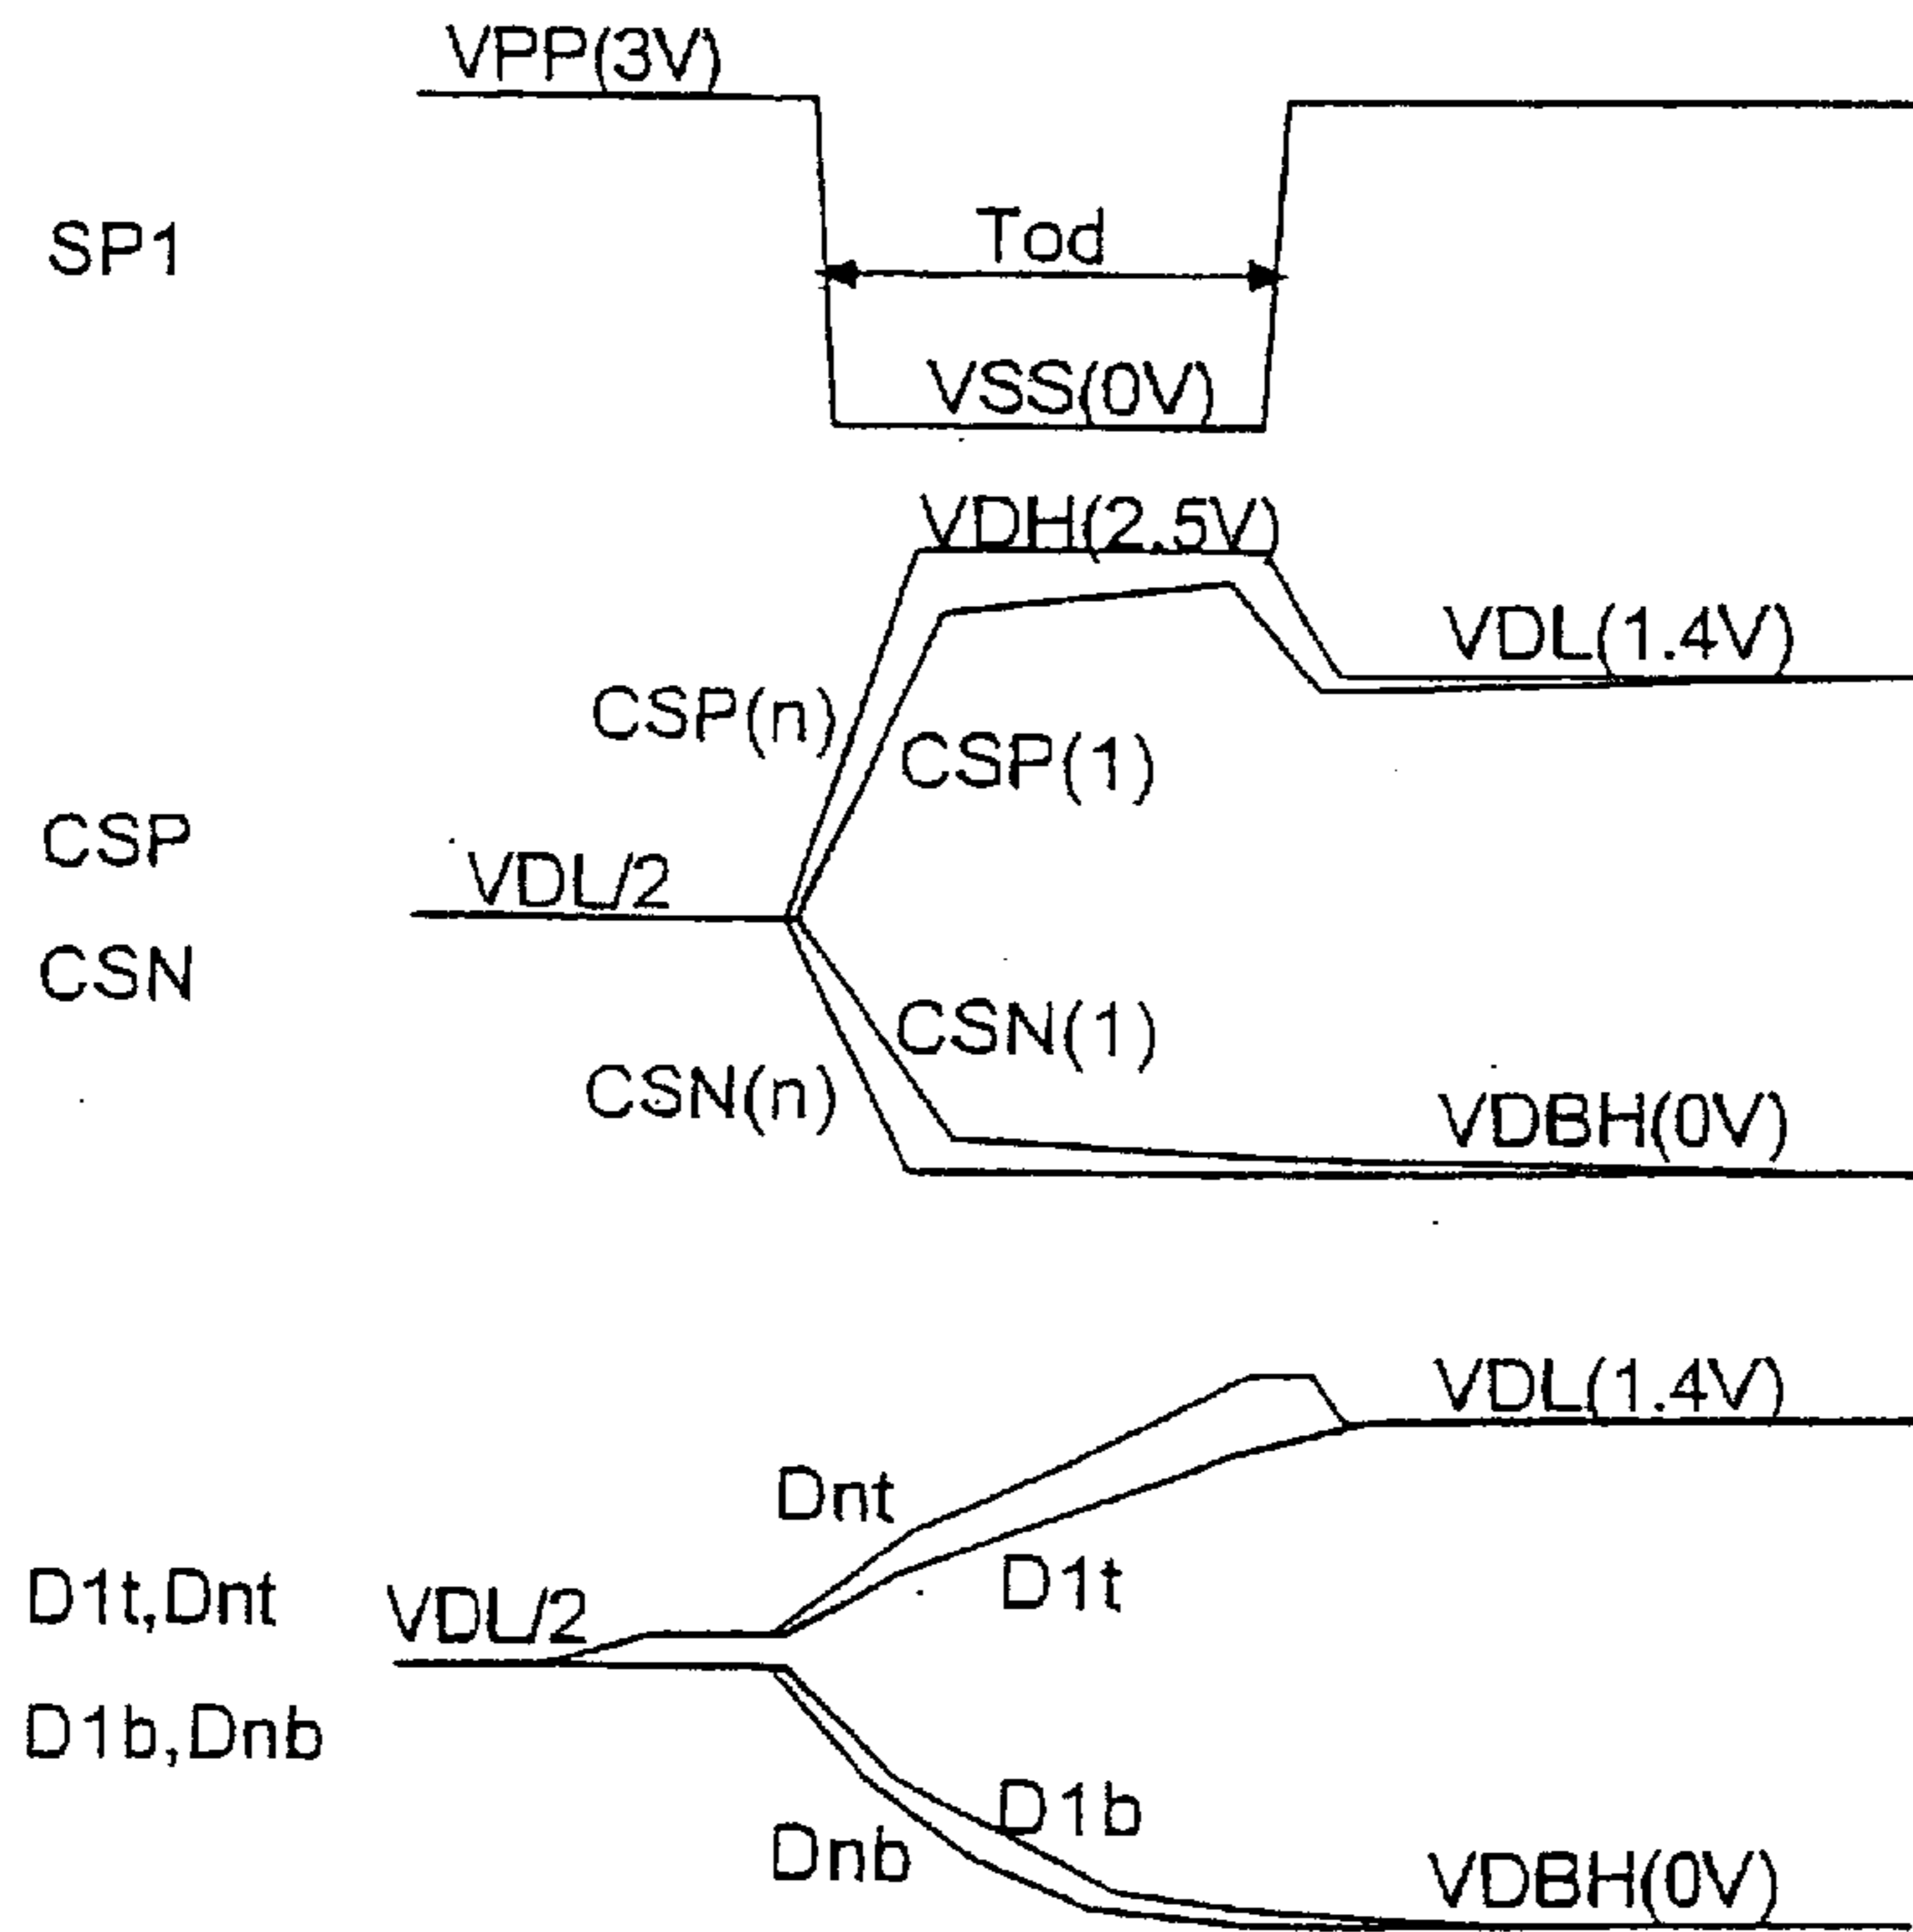 VPP(3V)
SP1
Tod
VSS(0V)
VDH(2.5V)
VDL(1.4V)
CSP(n)
CSP(1)
CSP
VDL/2
CSN
CSN(1)
CSN(n)
VDBH(0V)
VDL(1.4V)
Dnt
D1t
D1t,Dnt
VDL/2
D1b,Dnb
D1b
Dnb
VDBH(0V)